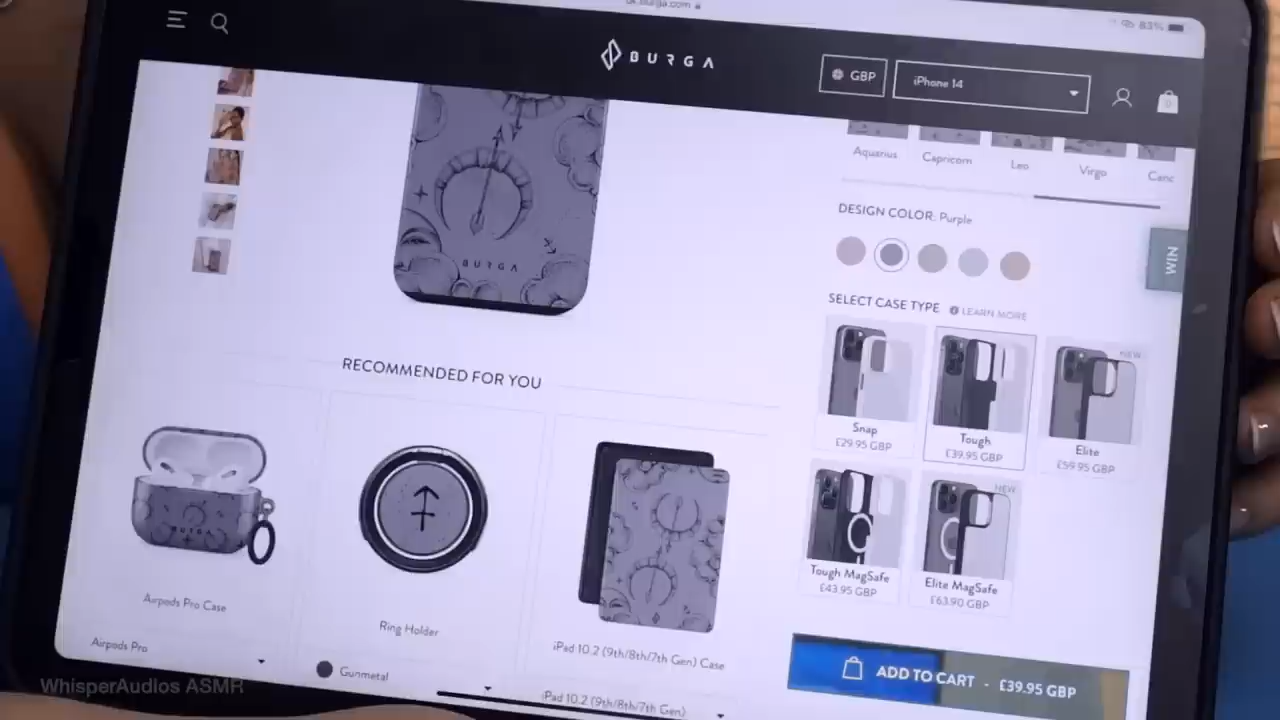 uk.burga.com
83%
BURGA
GBP
iPhone 14
0
Aquarius
Capricorn
Leo
Virgo
Canc
DESIGN COLOR: Purple
WIN
BURGA
SELECT CASE TYPE
LEARN MORE
NEW
Snap
£29.95 GBP
Tough
£39.95 GBP
Elite
£59.95 GBP
RECOMMENDED FOR YOU
NEW
BURGA
Tough MagSafe
£43.95 GBP
Elite MagSafe
£63.90 GBP
Airpods Pro Case
Ring Holder
iPad 10.2 (9th/8th/7th Gen) Case
Airpods Pro
Gunmetal
iPad 10.2 (9th/8th/7th Gen)
ADD TO CART - £39.95 GBP
WhisperAudios ASMR